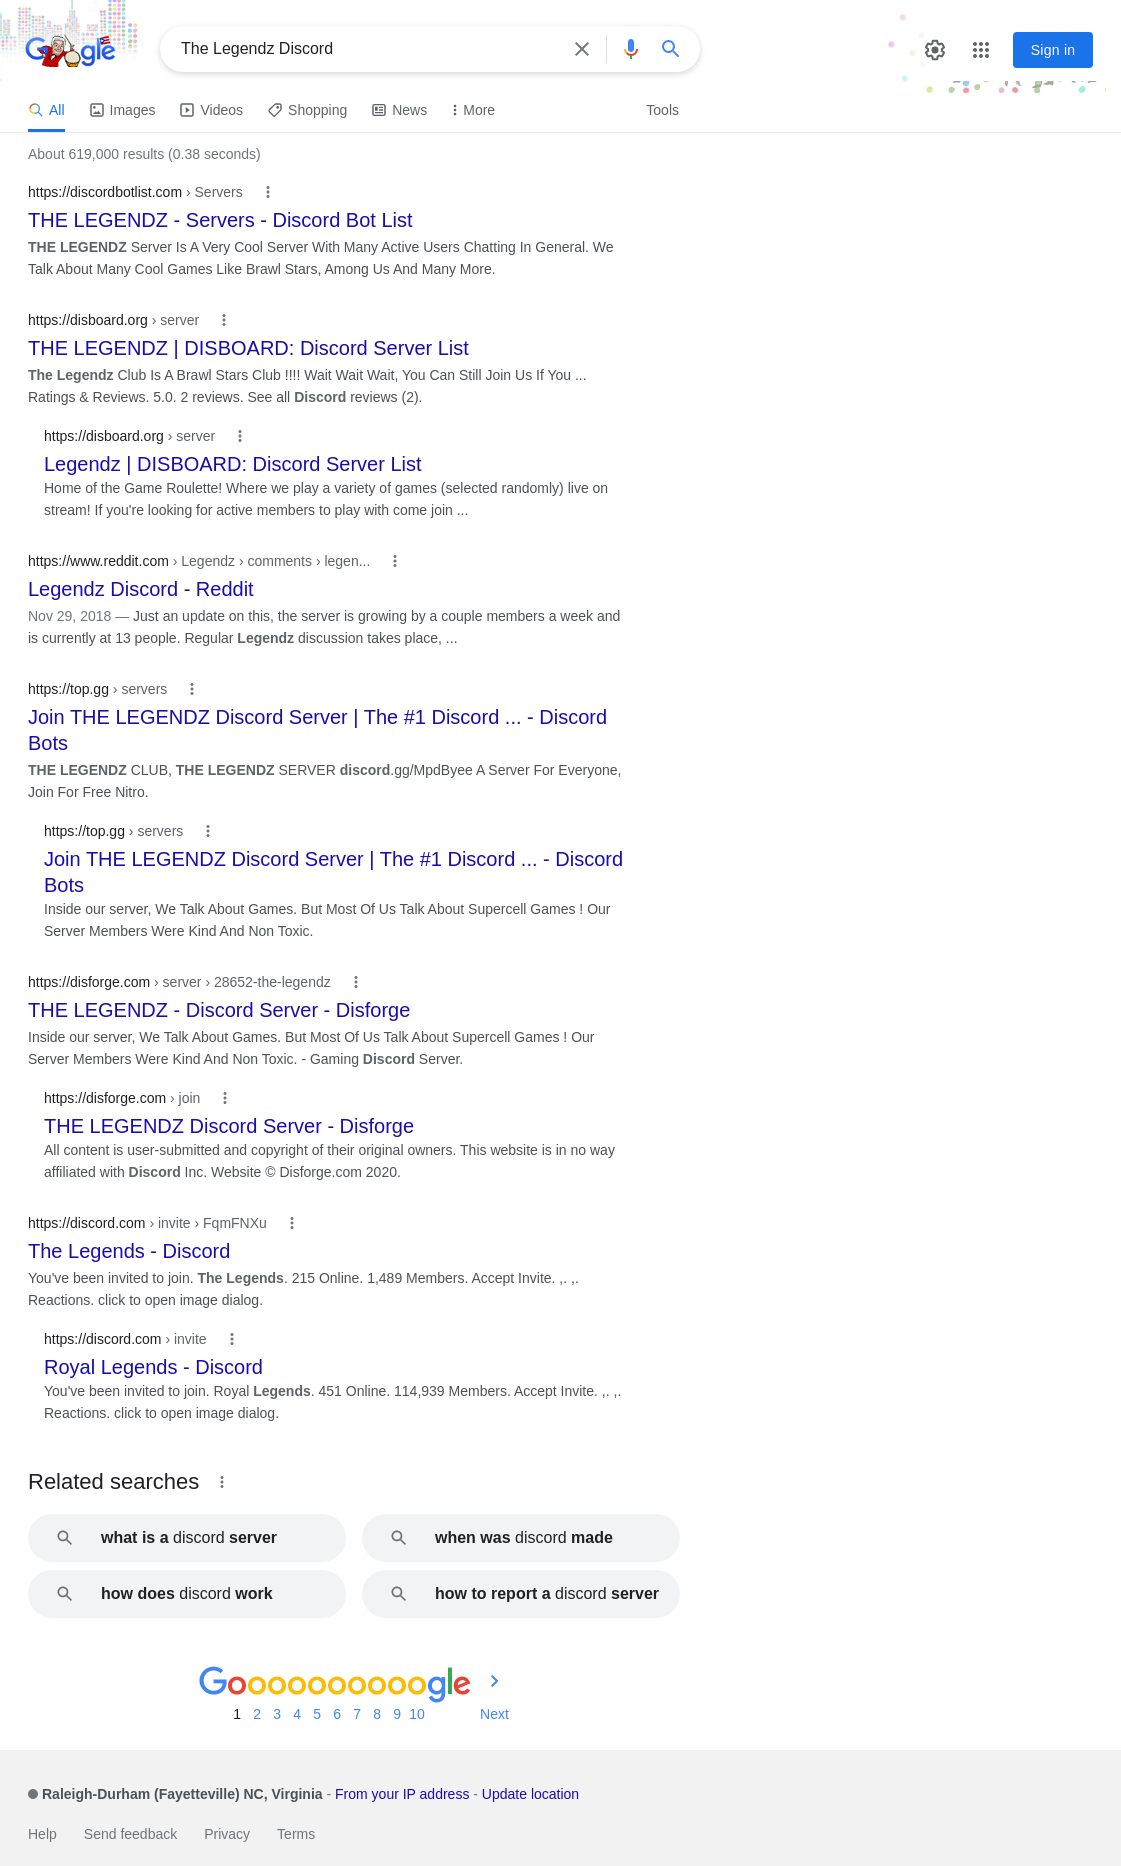 Google
The Legendz Discord
Sign in
All
Images
Videos
Shopping
News
More
Tools
About 619,000 results (0.38 seconds)
https://discordbotlist.com › Servers
THE LEGENDZ - Servers - Discord Bot List
THE LEGENDZ Server Is A Very Cool Server With Many Active Users Chatting In General. We
Talk About Many Cool Games Like Brawl Stars, Among Us And Many More.
https://disboard.org › server
THE LEGENDZ | DISBOARD: Discord Server List
The Legendz Club Is A Brawl Stars Club !!!! Wait Wait Wait, You Can Still Join Us If You ...
Ratings & Reviews. 5.0. 2 reviews. See all Discord reviews (2).
https://disboard.org › server
Legendz | DISBOARD: Discord Server List
Home of the Game Roulette! Where we play a variety of games (selected randomly) live on
stream! If you're looking for active members to play with come join ...
https://www.reddit.com › Legendz › comments › legen...
Legendz Discord - Reddit
Nov 29, 2018 — Just an update on this, the server is growing by a couple members a week and
is currently at 13 people. Regular Legendz discussion takes place, ...
https://top.gg › servers
Join THE LEGENDZ Discord Server | The #1 Discord ... - Discord
Bots
THE LEGENDZ CLUB, THE LEGENDZ SERVER discord.gg/MpdByee A Server For Everyone,
Join For Free Nitro.
https://top.gg › servers
Join THE LEGENDZ Discord Server | The #1 Discord ... - Discord
Bots
Inside our server, We Talk About Games. But Most Of Us Talk About Supercell Games ! Our
Server Members Were Kind And Non Toxic.
https://disforge.com › server › 28652-the-legendz
THE LEGENDZ - Discord Server - Disforge
Inside our server, We Talk About Games. But Most Of Us Talk About Supercell Games ! Our
Server Members Were Kind And Non Toxic. - Gaming Discord Server.
https://disforge.com › join
THE LEGENDZ Discord Server - Disforge
All content is user-submitted and copyright of their original owners. This website is in no way
affiliated with Discord Inc. Website © Disforge.com 2020.
https://discord.com › invite › FqmFNXu
The Legends - Discord
You've been invited to join. The Legends. 215 Online. 1,489 Members. Accept Invite. ,. ,.
Reactions. click to open image dialog.
https://discord.com › invite
Royal Legends - Discord
You've been invited to join. Royal Legends. 451 Online. 114,939 Members. Accept Invite. ,. ,.
Reactions. click to open image dialog.
Related searches
what is a discord server
when was discord made
how does discord work
how to report a discord server
Goooooooooogle
1 2 3 4 5 6 7 8 9 10 Next
Raleigh-Durham (Fayetteville) NC, Virginia - From your IP address - Update location
Help Send feedback Privacy Terms